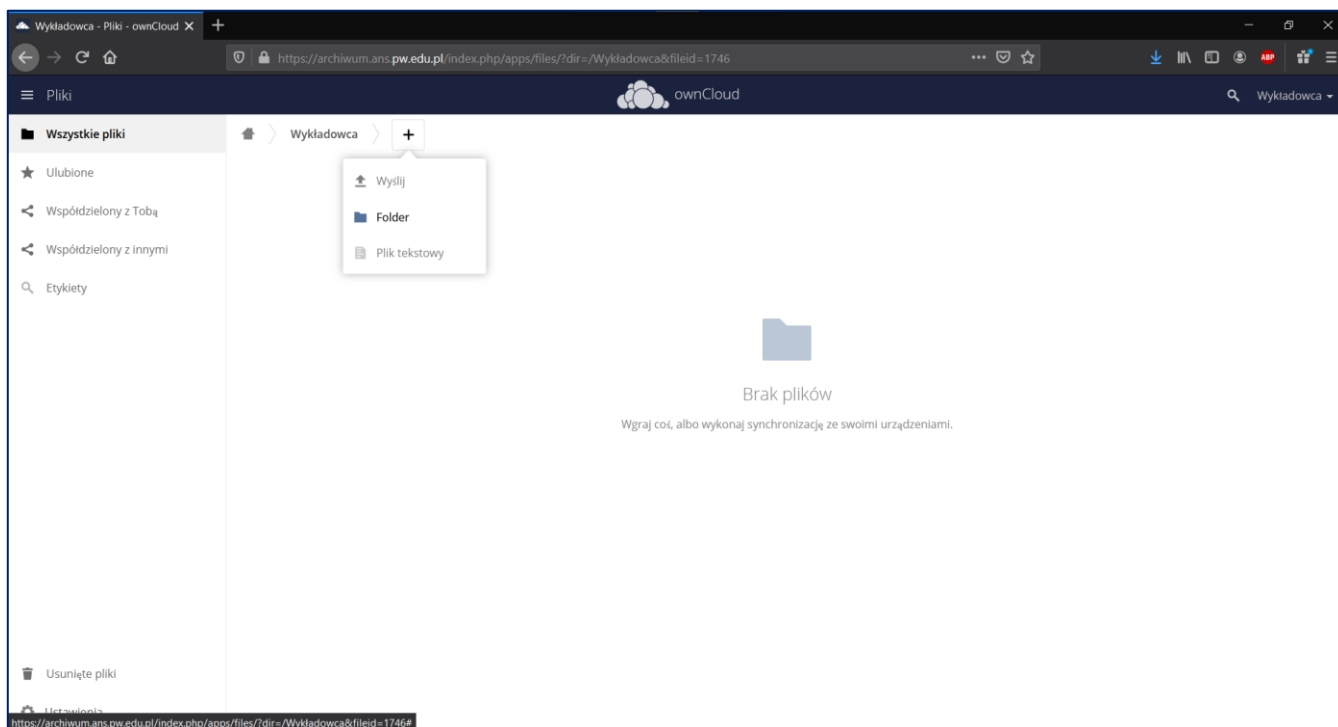 Wykładowca - Pliki - ownCloud
https://archiwum.ans.pw.edu.pl/index.php/apps/files/?dir=/Wykładowca&fileid=1746
ABP
Pliki
ownCloud
Wykładowca
Wszystkie pliki
Wykładowca
Ulubione
Wyślij
Współdzielony z Tobą
Folder
Współdzielony z innymi
Plik tekstowy
Etykiety
Brak plików
Wgraj coś, albo wykonaj synchronizację ze swoimi urządzeniami.
Usunięte pliki
Ustawienia
https://archiwum.ans.pw.edu.pl/index.php/apps/files/?dir=/Wykładowca&fileid=1746#